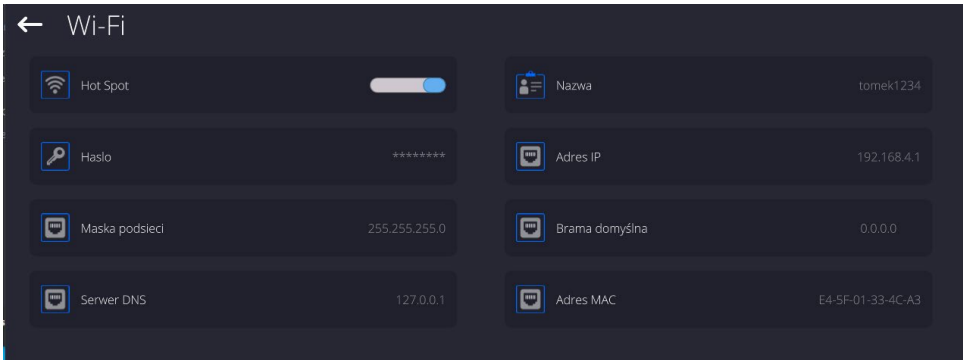 Wi-Fi
Hot Spot
Nazwa tomek1234
Hasło ********
Adres IP 192.168.4.1
Maska podsieci 255.255.255.0
Brama domyślna 0.0.0.0
Serwer DNS 127.0.0.1
Adres MAC E4-5F-01-33-4C-A3